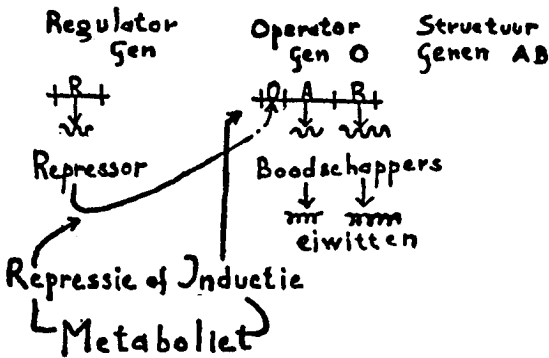 Regulator Gen
Operator Gen O
Structuur Genen AB
R
O A B
Repressor
Boodschappers
eiwitten
Repressie of Inductie
Metaboliet